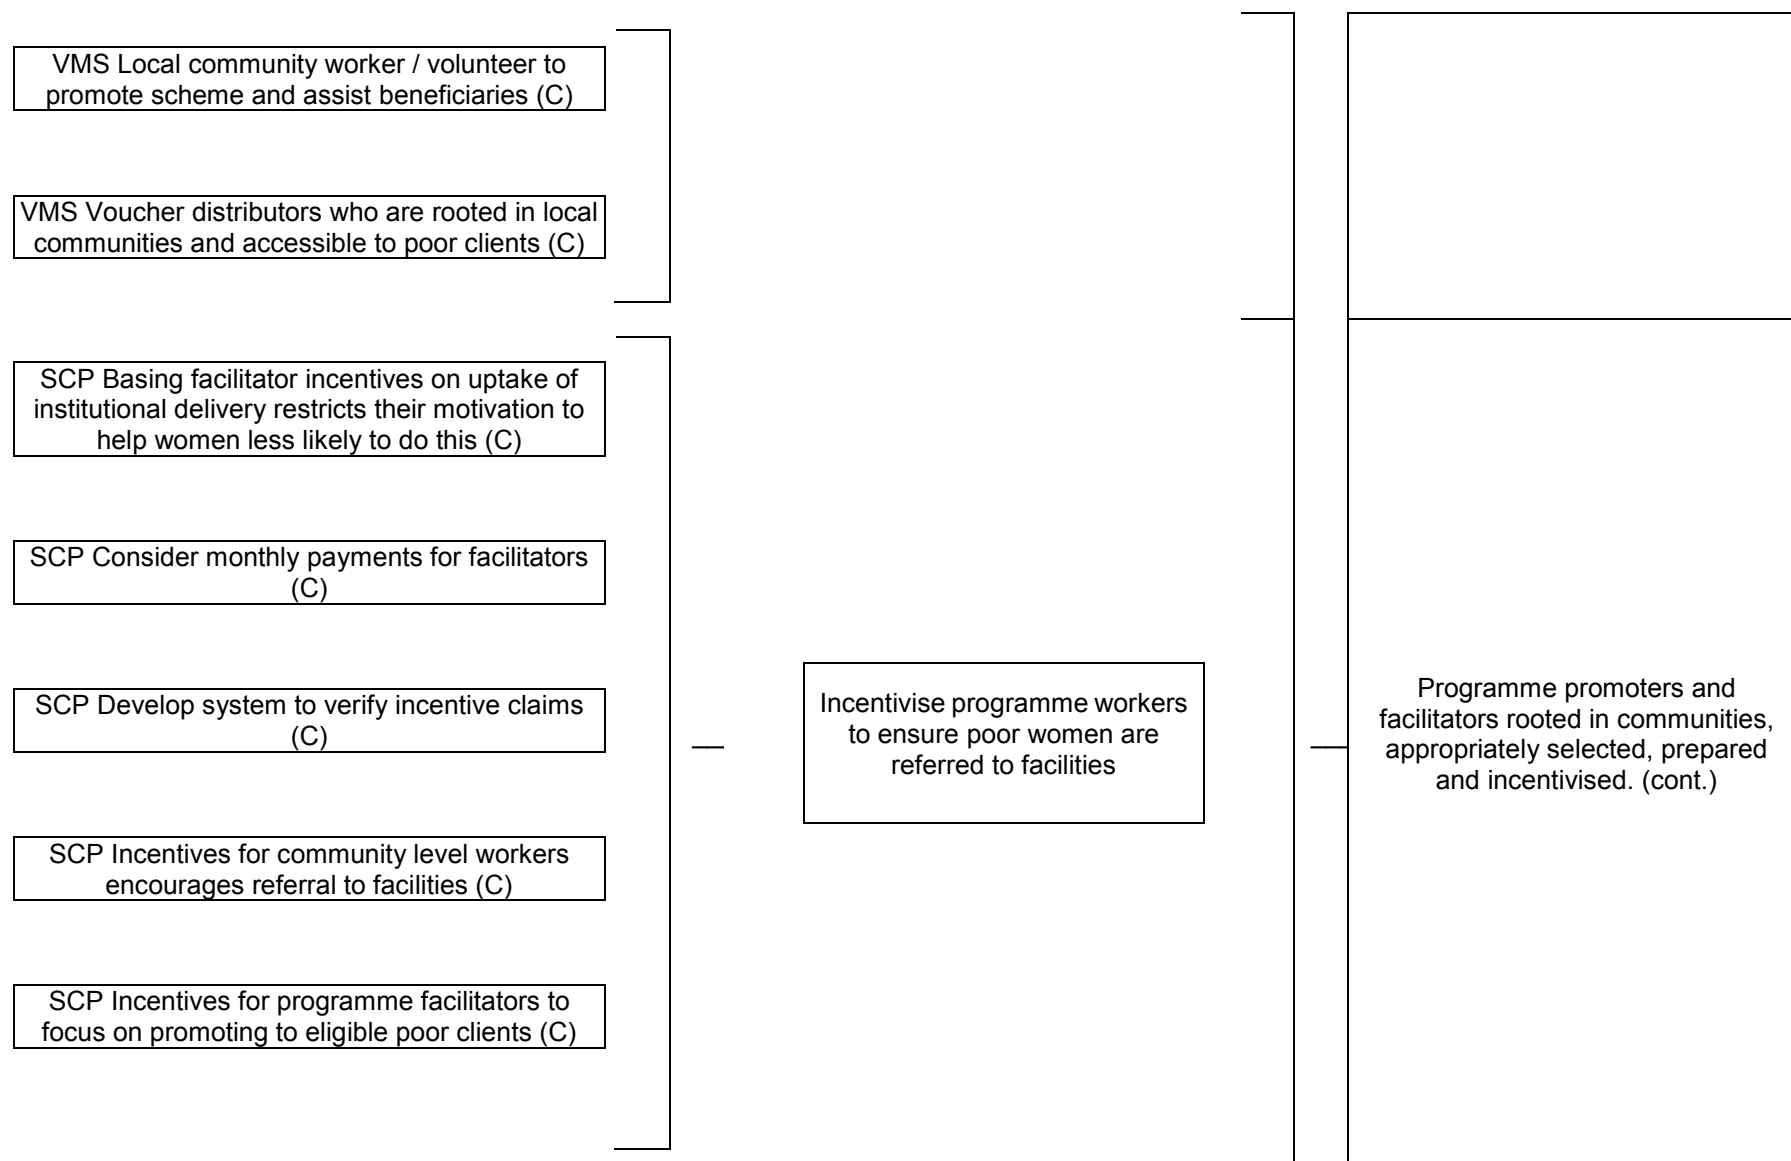 VMS Local community worker / volunteer to
promote scheme and assist beneficiaries (C)
VMS Voucher distributors who are rooted in local
communities and accessible to poor clients (C)
SCP Basing facilitator incentives on uptake of
institutional delivery restricts their motivation to
help women less likely to do this (C)
SCP Consider monthly payments for facilitators
(C)
SCP Develop system to verify incentive claims
(C)
SCP Incentives for community level workers
encourages referral to facilities (C)
SCP Incentives for programme facilitators to
focus on promoting to eligible poor clients (C)
Incentivise programme workers
to ensure poor women are
referred to facilities
Programme promoters and
facilitators rooted in communities,
appropriately selected, prepared
and incentivised. (cont.)